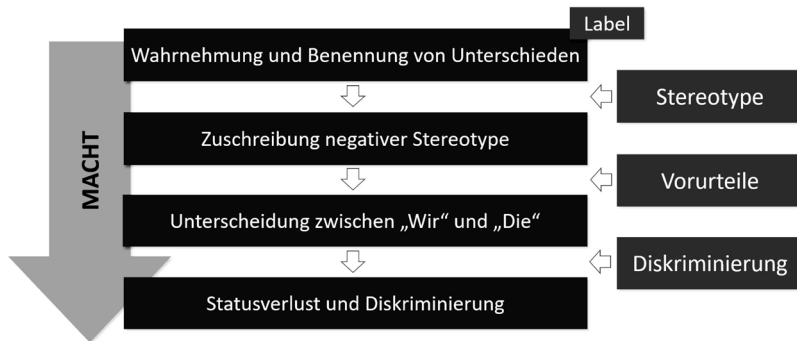 Label
Wahrnehmung und Benennung von Unterschieden
Stereotype
Zuschreibung negativer Stereotype
MACHT
Vorurteile
Unterscheidung zwischen „Wir“ und „Die“
Diskriminierung
Statusverlust und Diskriminierung